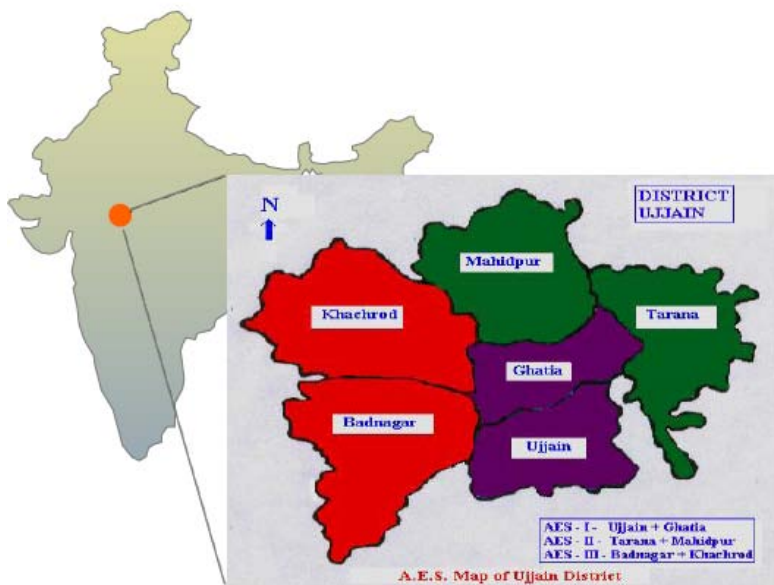 DISTRICT
UJJAIN
N
Mahidpur
Khachrod
Tarana
Ghatia
Badnagar
Ujjain
AES - I - Ujjain + Ghatia
AES - II - Tarana + Mahidpur
AES - III - Badnagar + Khachrod
A.E.S. Map of Ujjain District